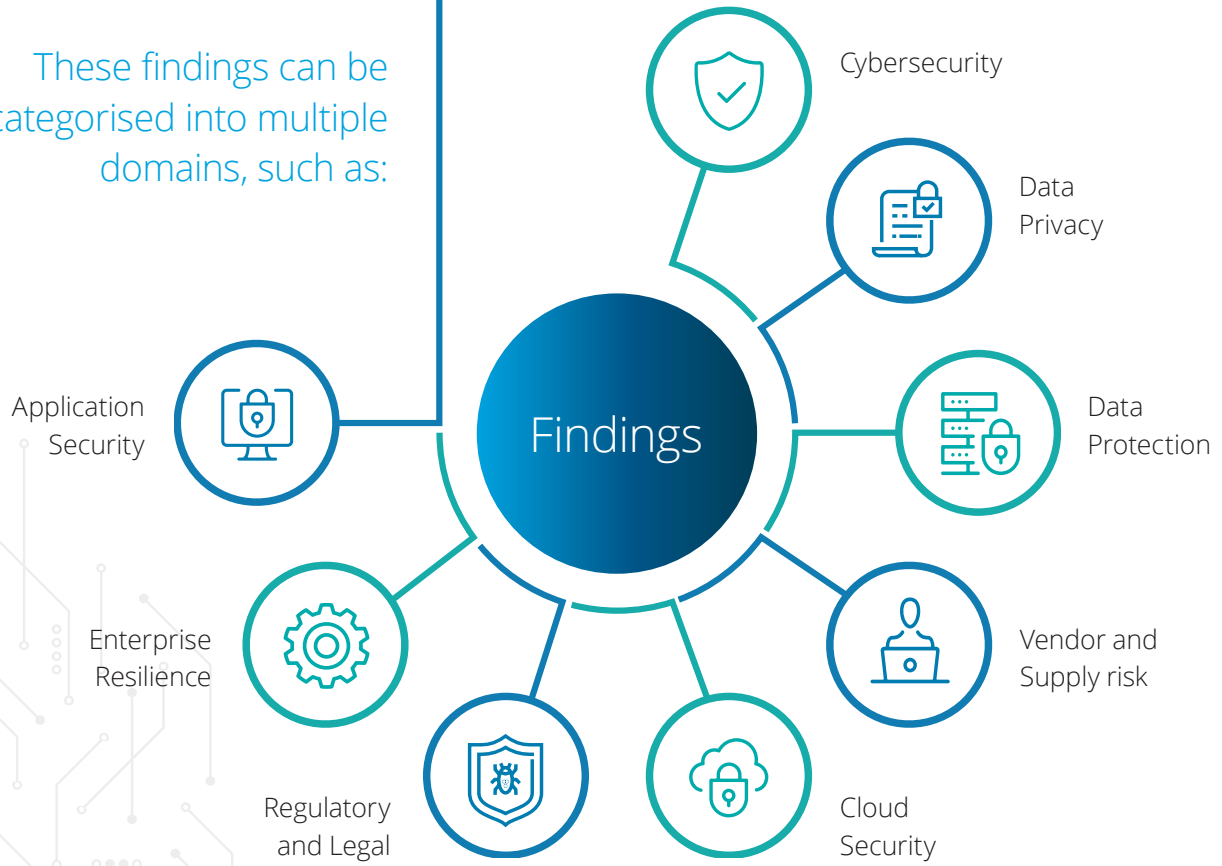 These findings can be
categorised into multiple
domains, such as:
Cybersecurity
Data
Privacy
Data
Protection
Vendor and
Supply risk
Cloud
Security
Regulatory
and Legal
Enterprise
Resilience
Application
Security
Findings